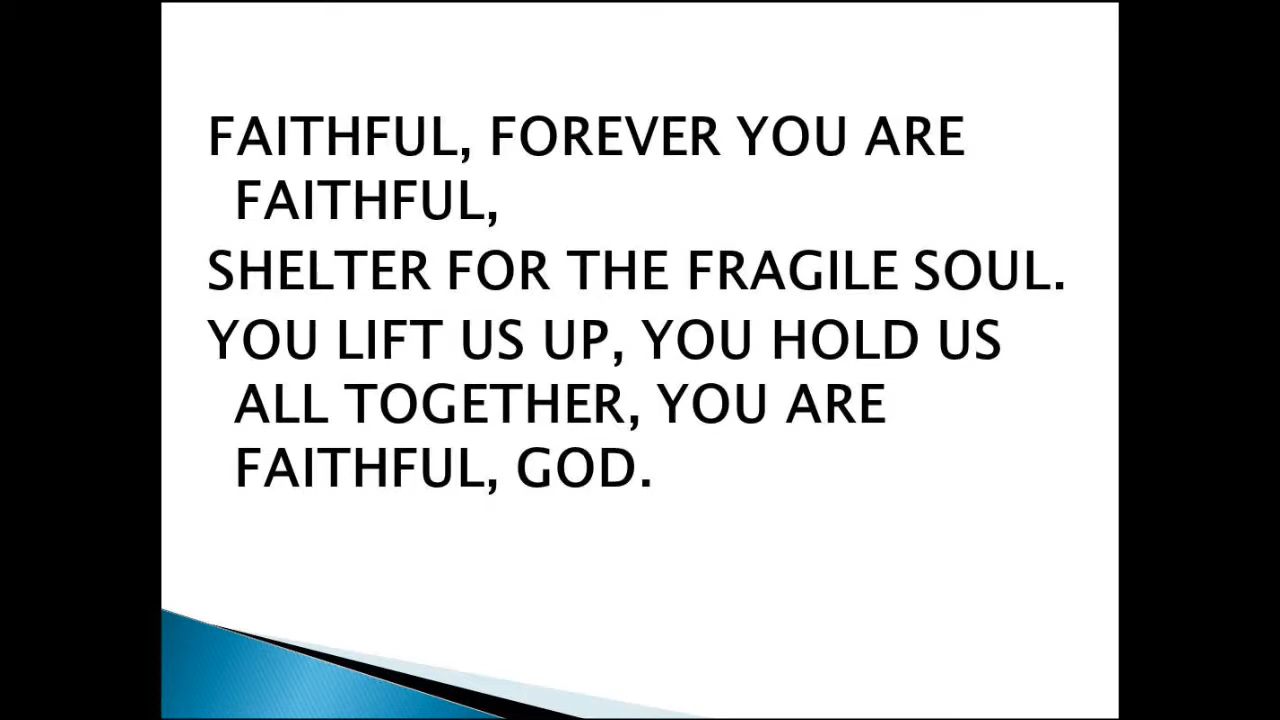 FAITHFUL, FOREVER YOU ARE
FAITHFUL,
SHELTER FOR THE FRAGILE SOUL.
YOU LIFT US UP, YOU HOLD US
ALL TOGETHER, YOU ARE
FAITHFUL, GOD.